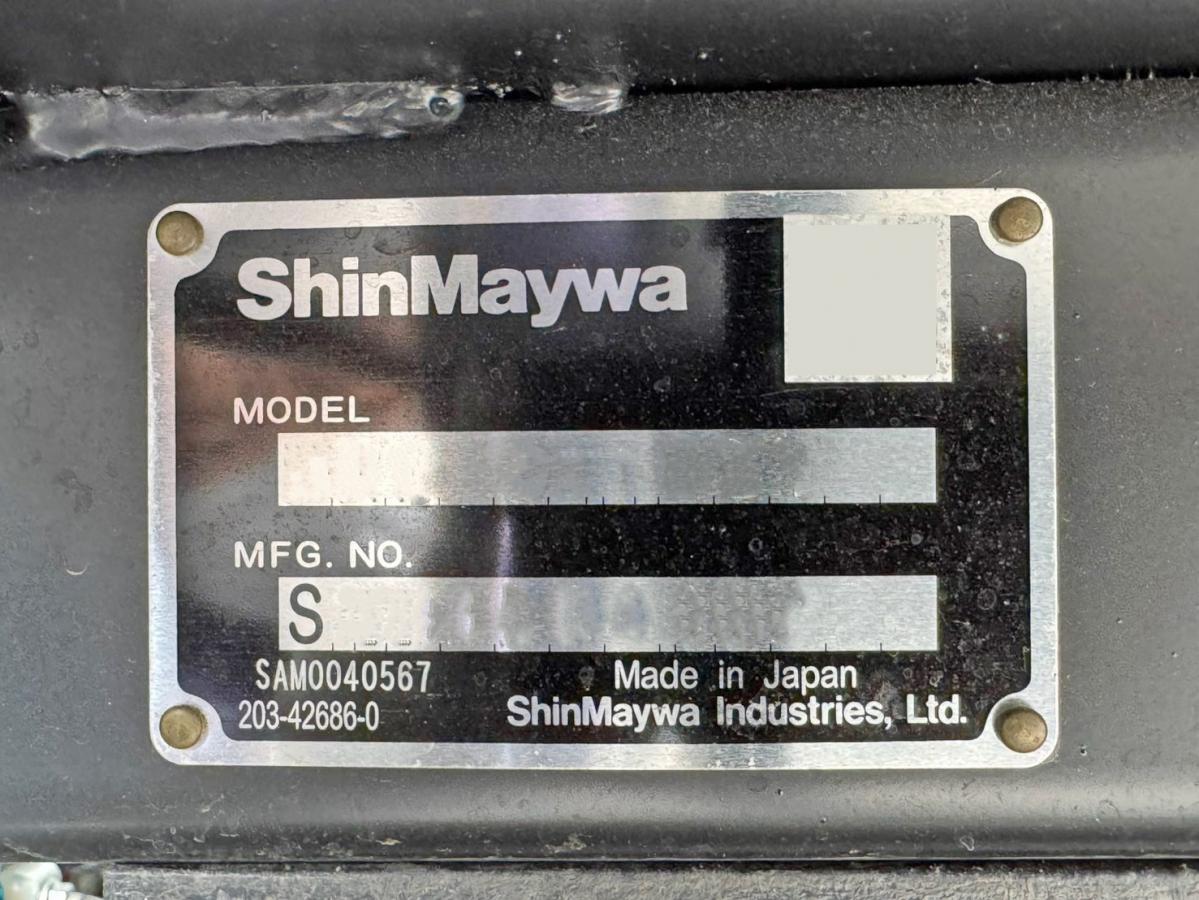 ShinMaywa
MODEL
MFG. NO.
S
SAM0040567
203-42686-0
Made in Japan
ShinMaywa Industries, Ltd.